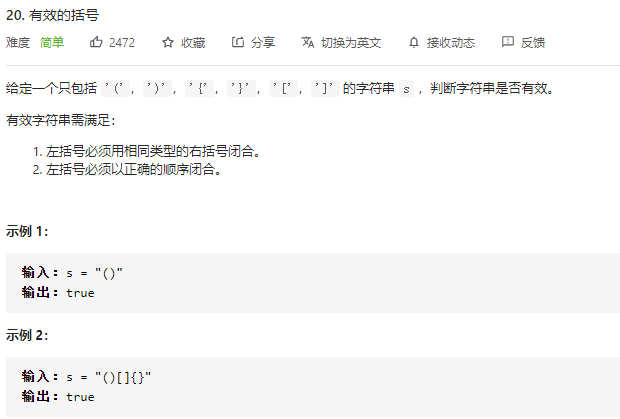 20. 有效的括号
难度 简单 2472 收藏 分享 切换为英文 接收动态 反馈
给定一个只包括 '('，')'，'{'，'}'，'['，']' 的字符串 s ，判断字符串是否有效。
有效字符串需满足：
1. 左括号必须用相同类型的右括号闭合。
2. 左括号必须以正确的顺序闭合。
示例 1：
输入：s = "()"
输出：true
示例 2：
输入：s = "()[]{}"
输出：true